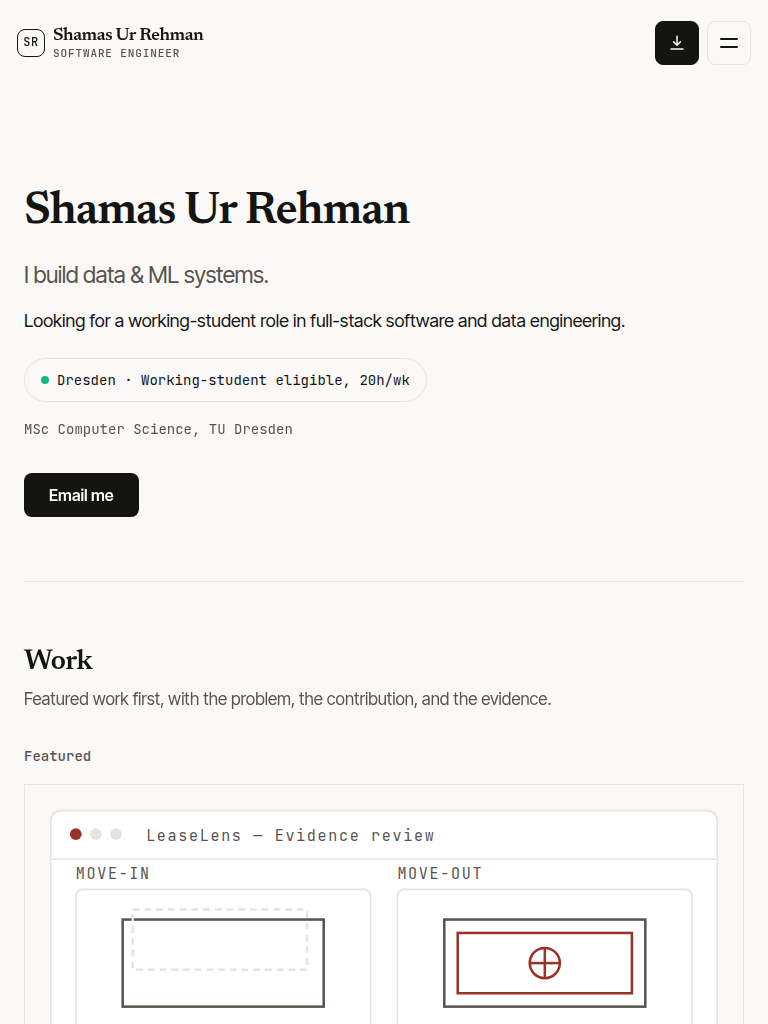 SR
Shamas Ur Rehman
SOFTWARE ENGINEER
Shamas Ur Rehman
I build data & ML systems.
Looking for a working-student role in full-stack software and data engineering.
Dresden · Working-student eligible, 20h/wk
MSc Computer Science, TU Dresden
Email me
Work
Featured work first, with the problem, the contribution, and the evidence.
Featured
LeaseLens — Evidence review
MOVE-IN
MOVE-OUT